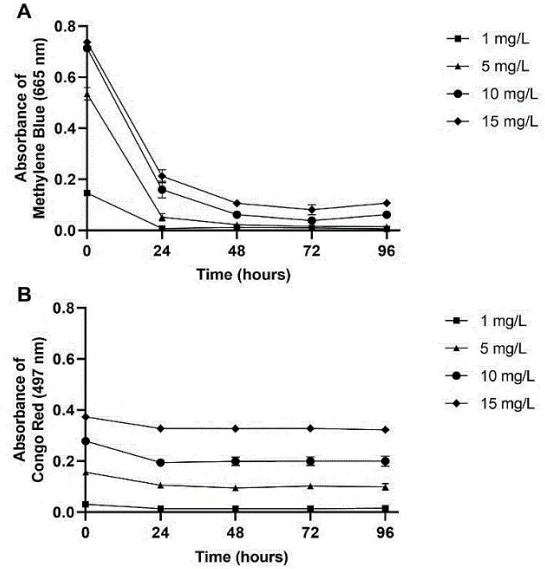 A
Absorbance of
Methylene Blue (665 nm)
0.8
0.6
0.4
0.2
0.0
0 24 48 72 96
Time (hours)
1 mg/L
5 mg/L
10 mg/L
15 mg/L
B
Absorbance of
Congo Red (497 nm)
0.8
0.6
0.4
0.2
0.0
0 24 48 72 96
Time (hours)
1 mg/L
5 mg/L
10 mg/L
15 mg/L